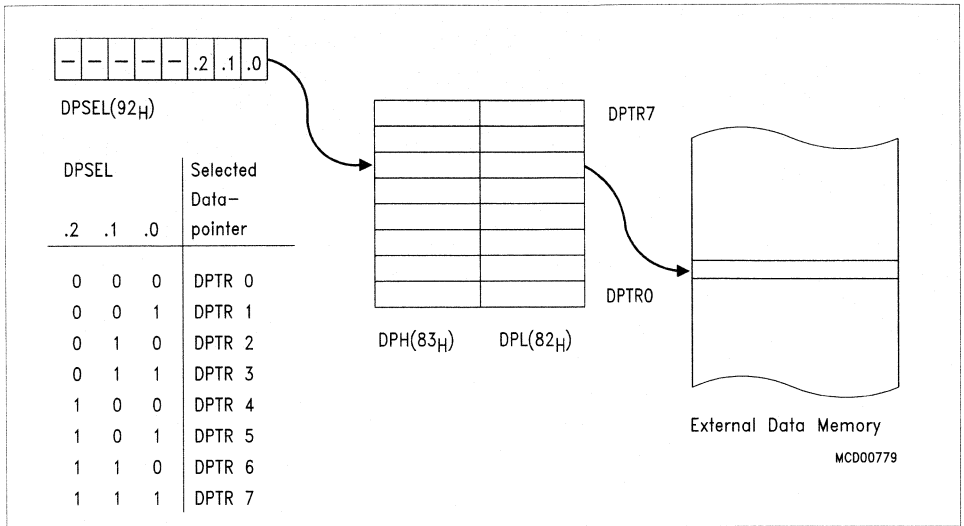 – – – – – .2 .1 .0
DPSEL(92H)
DPSEL Selected
Data–
.2 .1 .0 pointer
0 0 0 DPTR 0
0 0 1 DPTR 1
0 1 0 DPTR 2
0 1 1 DPTR 3
1 0 0 DPTR 4
1 0 1 DPTR 5
1 1 0 DPTR 6
1 1 1 DPTR 7
DPTR7
DPTR0
DPH(83H) DPL(82H)
External Data Memory
MCD00779